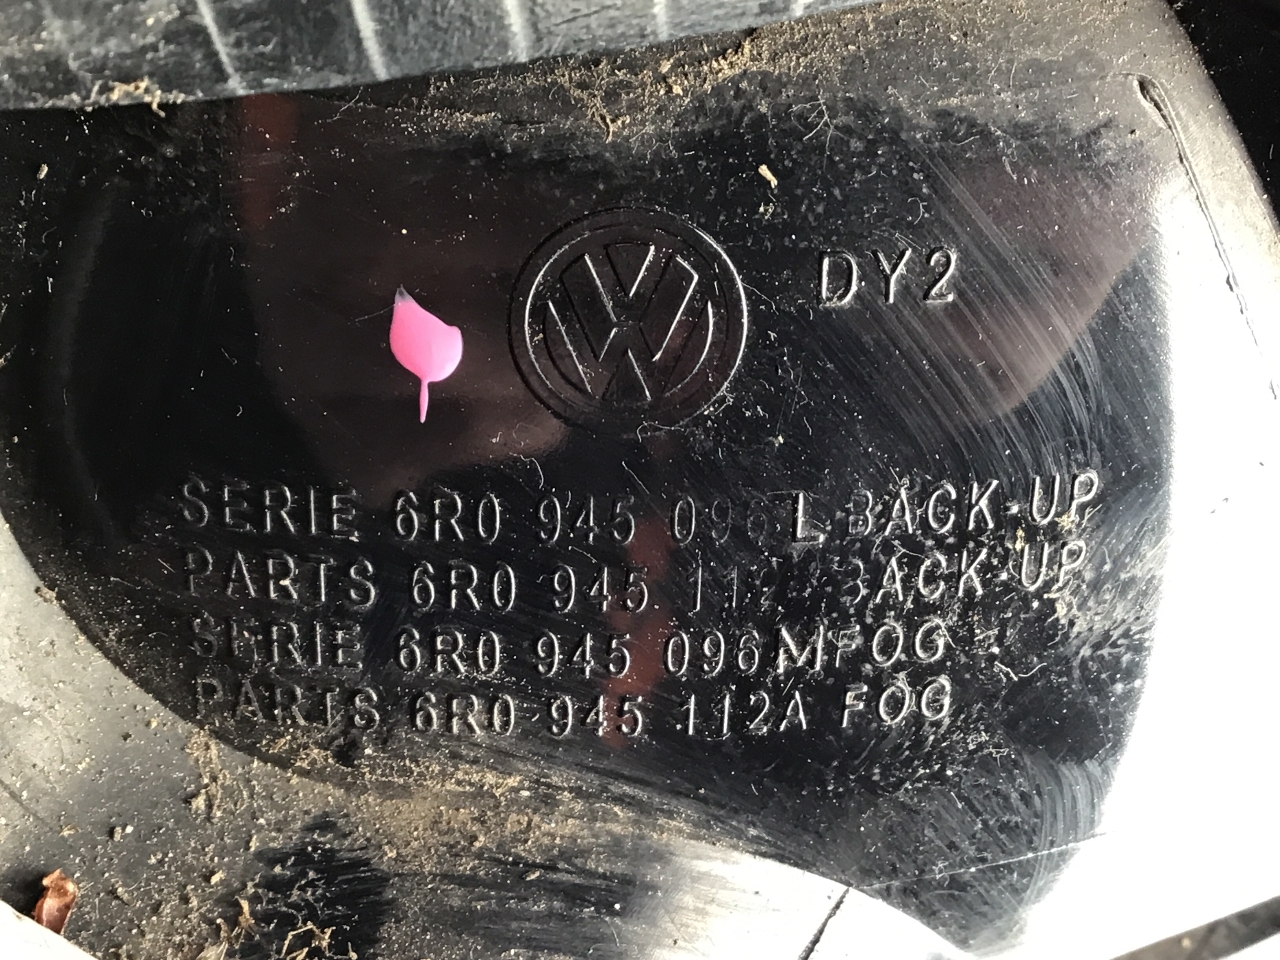 DY2
SERIE 6R0 945 096 L BACK-UP
PARTS 6R0 945 112 BACK-UP
SERIE 6R0 945 096M FOG
PARTS 6R0 945 112A FOG